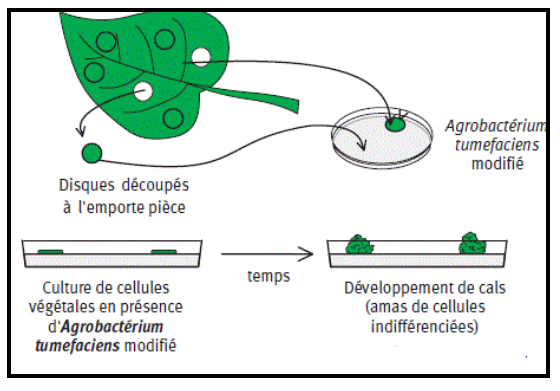 Agrobactérium
tumefaciens
modifié
Disques découpés
à l'emporte pièce
temps
Culture de cellules
végétales en présence
d'Agrobactérium
tumefaciens modifié
Développement de cals
(amas de cellules
indifférenciées)